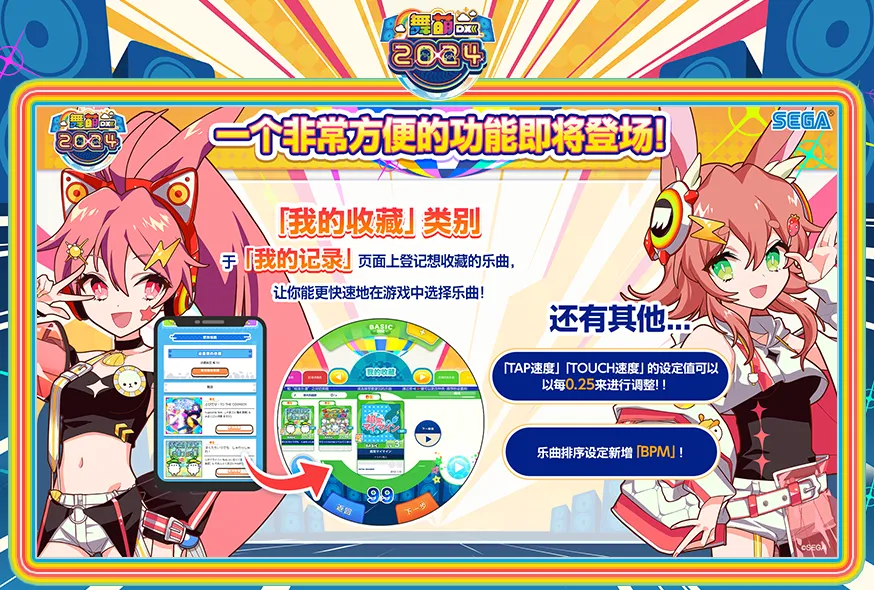 舞萌DX
2024
舞萌DX
2024
SEGA®
一个非常方便的功能即将登场!
「我的收藏」类别
于「我的记录」页面上登记想收藏的乐曲,
让你能更快速地在游戏中选择乐曲!
还有其他...
「TAP速度」「TOUCH速度」的设定值可以
以每0.25来进行调整!!
乐曲排序设定新增「BPM」!
BASIC
我的收藏
99
返回
下一步
©SEGA